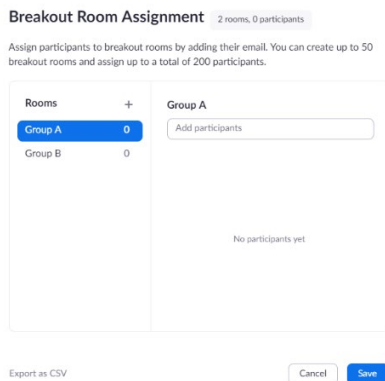 Breakout Room Assignment 2 rooms, 0 participants
Assign participants to breakout rooms by adding their email. You can create up to 50
breakout rooms and assign up to a total of 200 participants.
Rooms +
Group A 0
Group B 0
Group A
Add participants
No participants yet
Export as CSV
Cancel Save